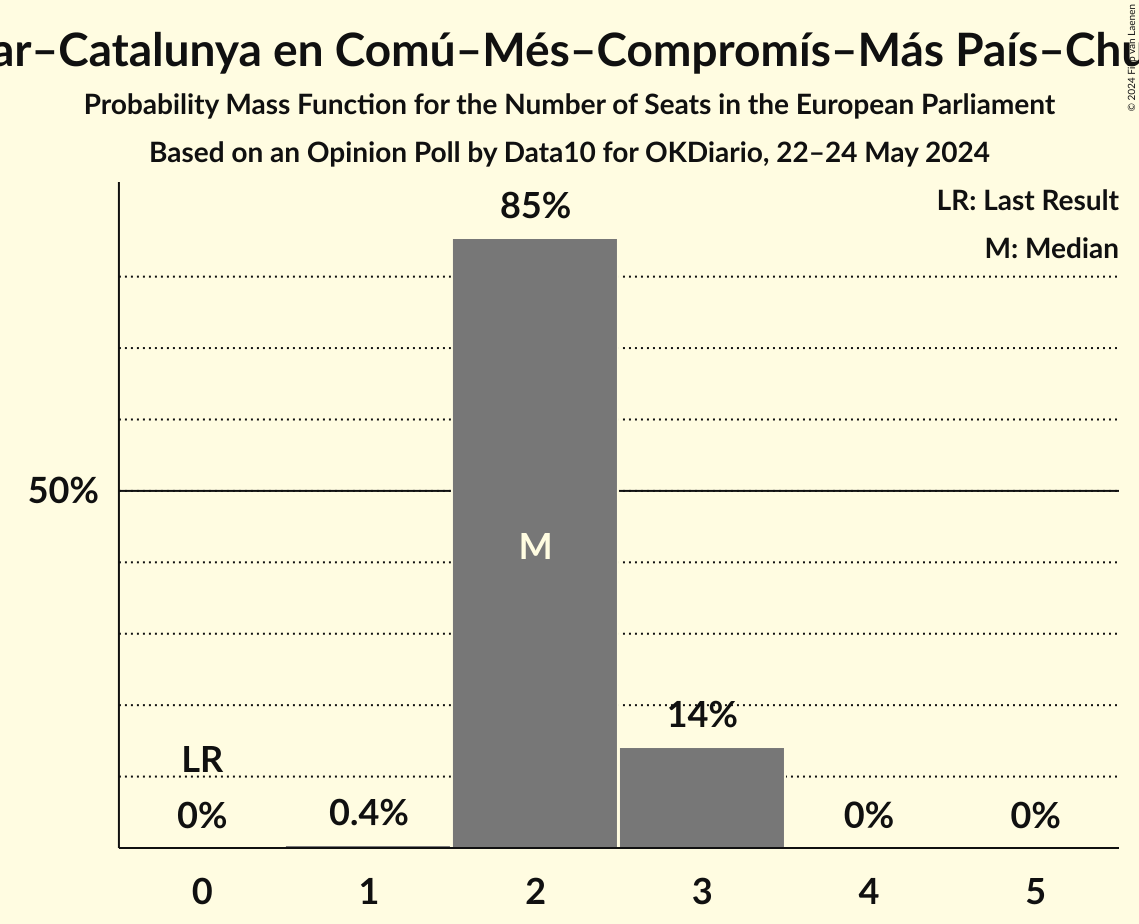 ar–Catalunya en Comú–Més–Compromís–Más País–Chu
Probability Mass Function for the Number of Seats in the European Parliament
Based on an Opinion Poll by Data10 for OKDiario, 22–24 May 2024
© 2024 Filip van Laenen
LR: Last Result
M: Median
85%
50%
M
14%
LR
0%
0.4%
0%
0%
0
1
2
3
4
5